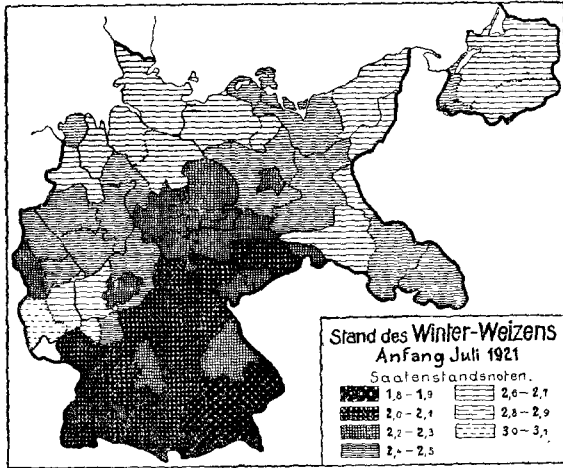 Stand des Winter-Weizens
Anfang Juli 1921
Saatenstandsnoten.
1,8 - 1,9
2,0 - 2,1
2,2 - 2,3
2,4 - 2,5
2,6 - 2,7
2,8 - 2,9
3,0 - 3,1